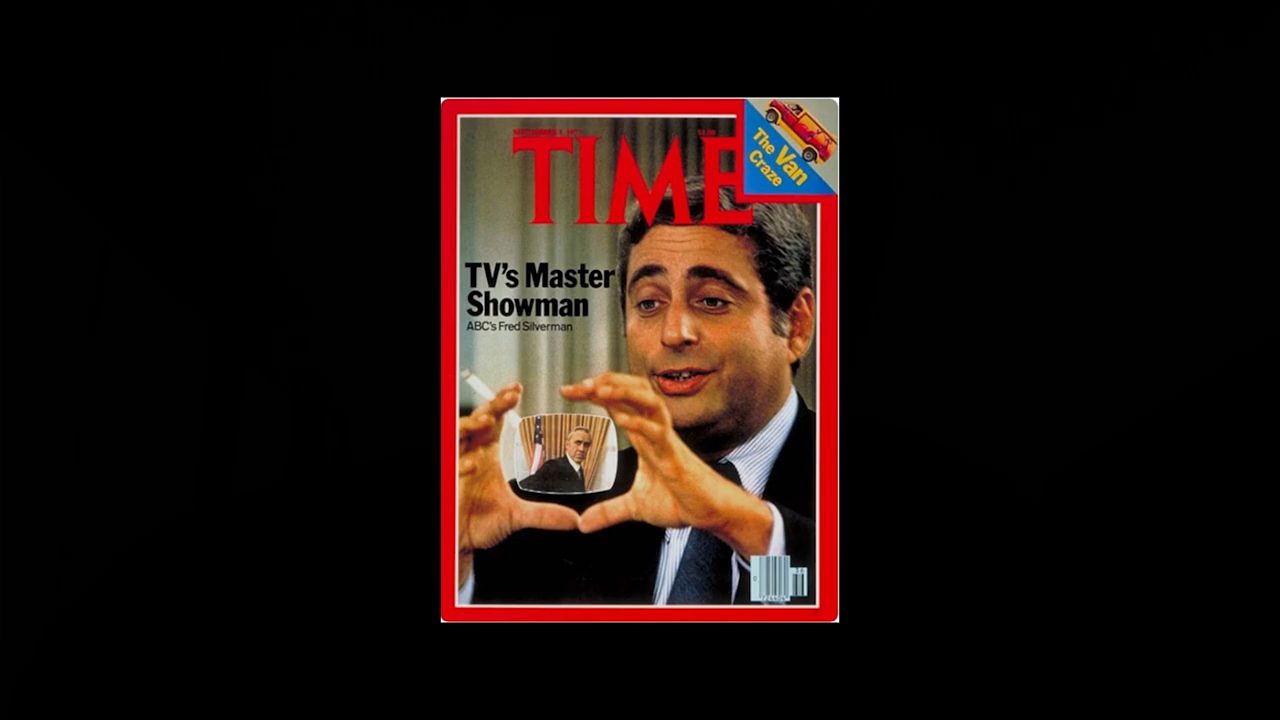 TIME
The Van
Craze
TV's Master
Showman
ABC's Fred Silverman